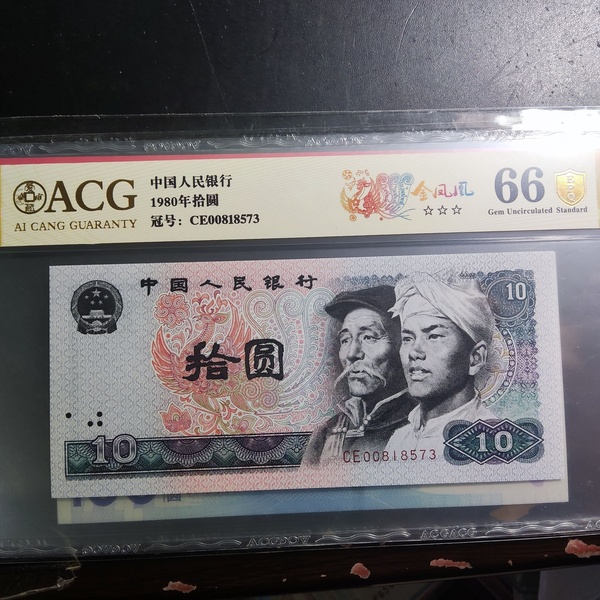 ACG
AI CANG GUARANTY
中国人民银行
1980年拾圆
冠号: CE00818573
金凤凰
☆☆☆
66
Gem Uncirculated Standard
中国人民银行
10
拾圆
CE00818573
10
10